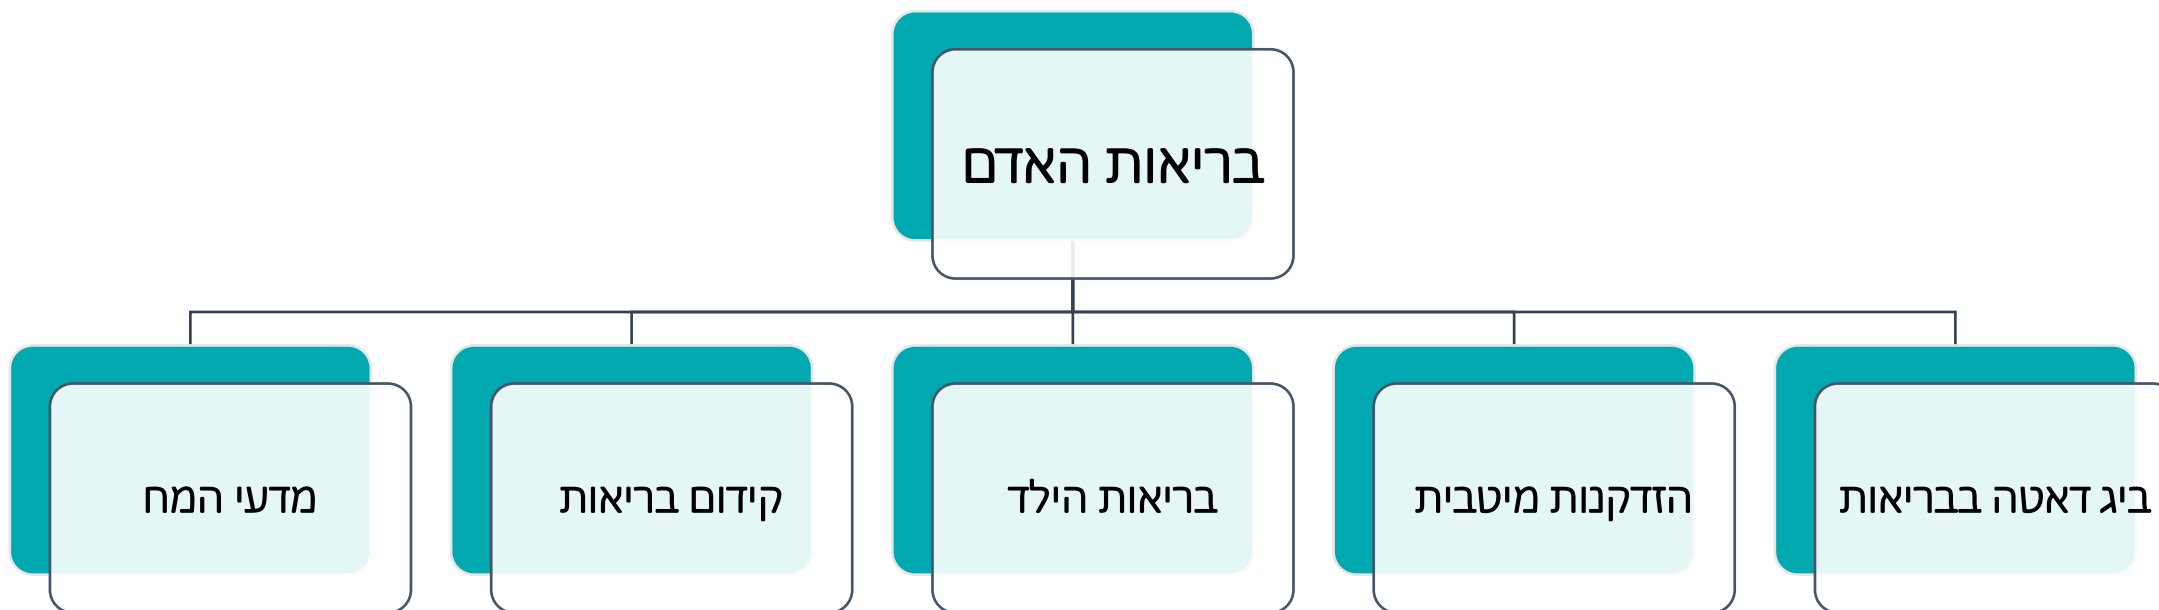 בריאות האדם
ביג דאטה בבריאות
הזדקנות מיטבית
בריאות הילד
קידום בריאות
מדעי המח